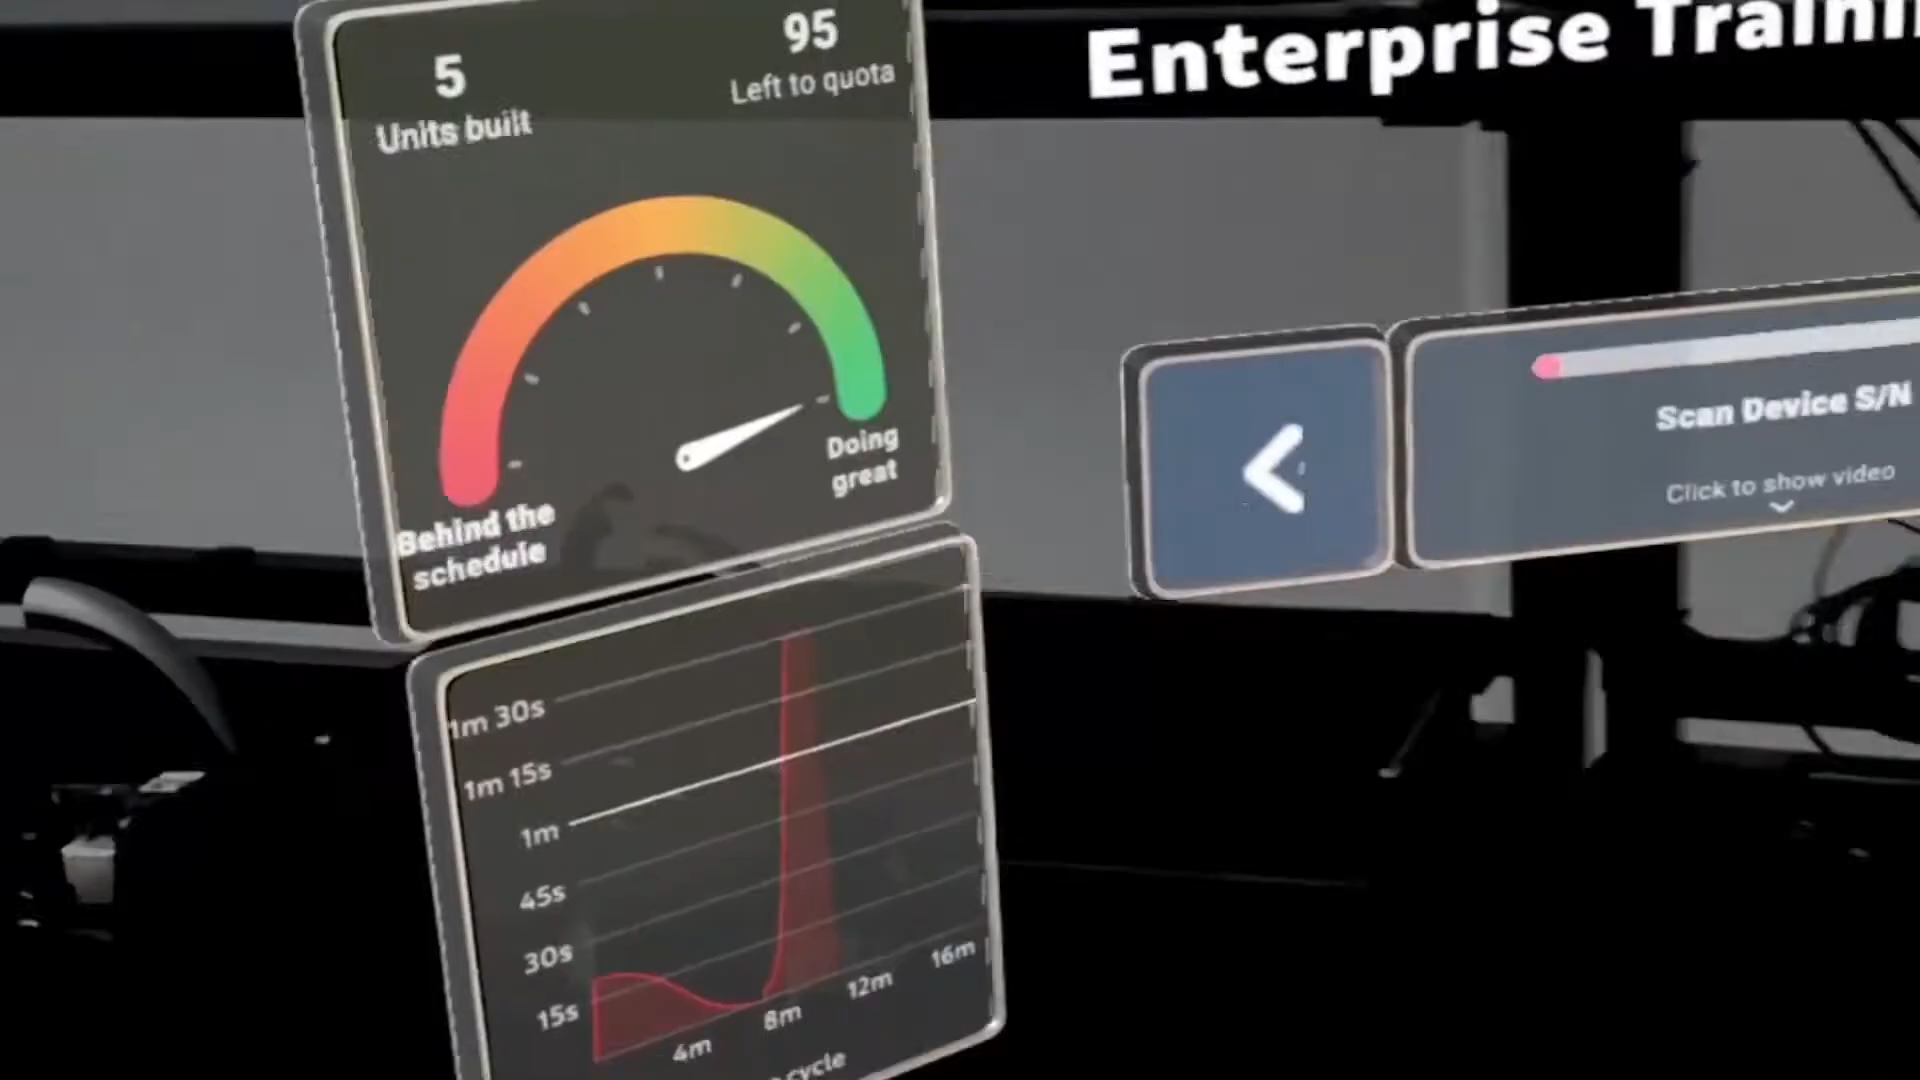 5
Units built
95
Left to quota
Behind the
schedule
Doing
great
1m 30s
1m 15s
1m
45s
30s
15s
4m
8m
12m
16m
cycle
Enterprise
Scan Device S/N
Click to show video